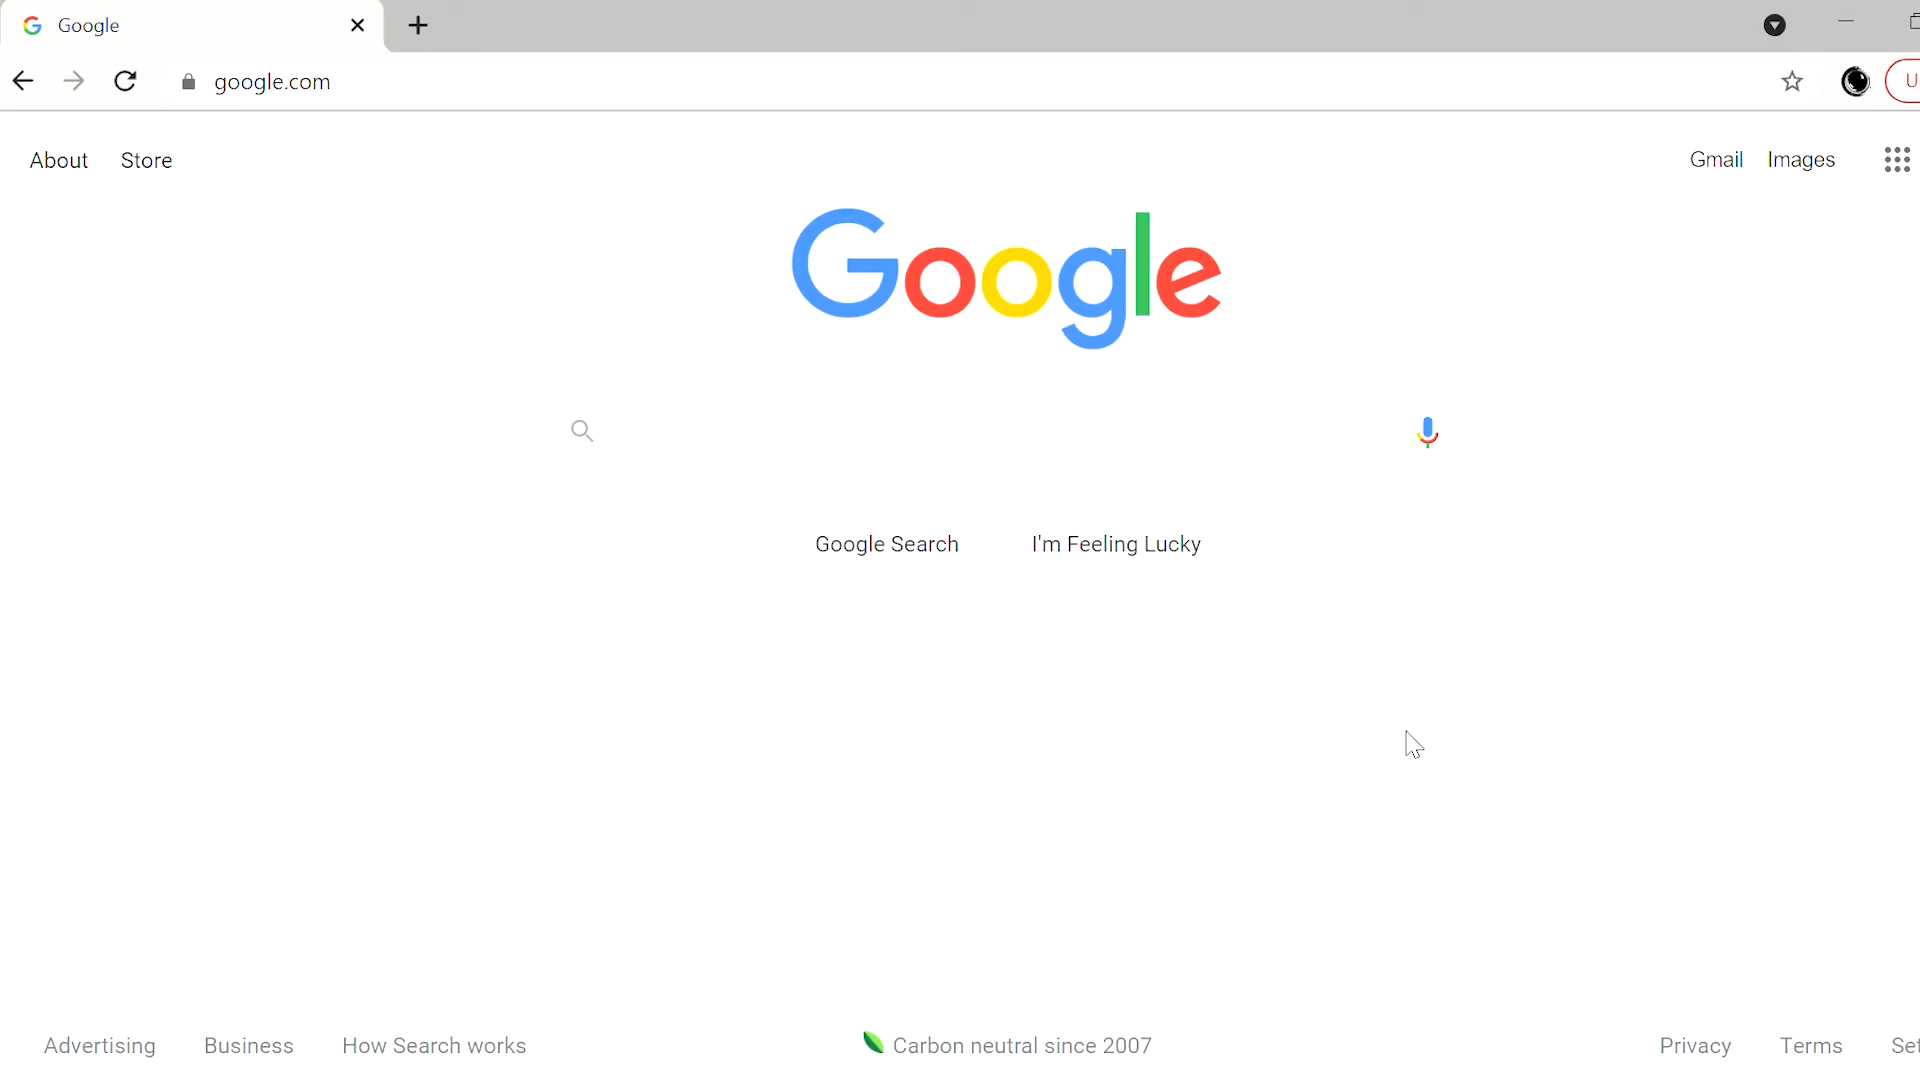 Google
google.com
U
About Store
Gmail Images
Google
Google Search I'm Feeling Lucky
Advertising Business How Search works
Carbon neutral since 2007
Privacy Terms Set